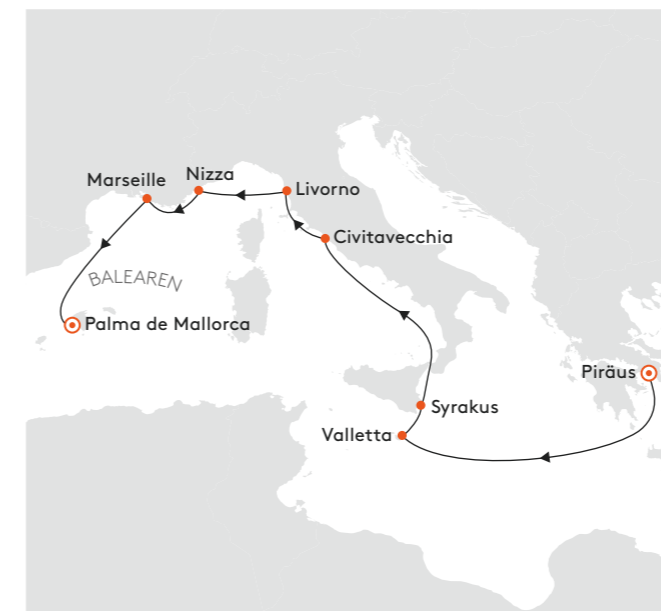 Nizza
Marseille
Livorno
Civitavecchia
BALEAREN
Palma de Mallorca
Piräus
Syrakus
Valletta